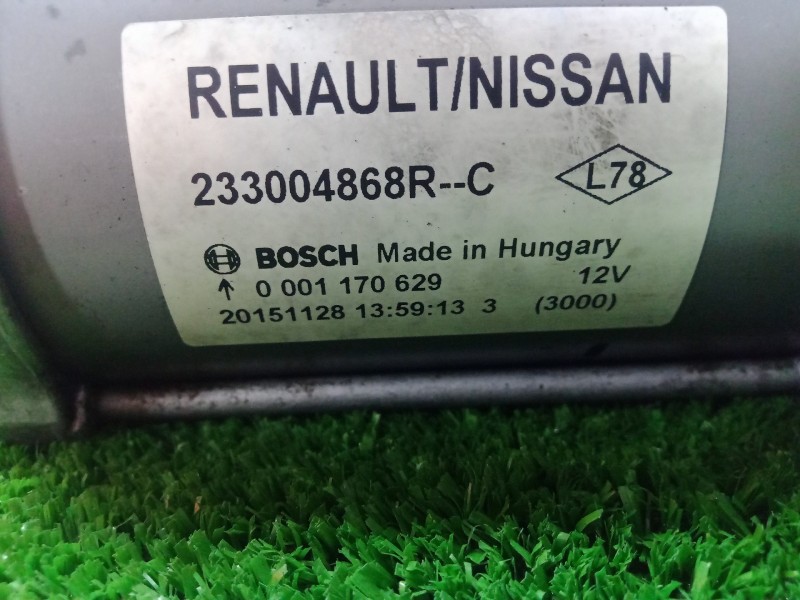 RENAULT/NISSAN
233004868R--C L78
BOSCH Made in Hungary
0 001 170 629 12V
20151128 13:59:13 3 (3000)